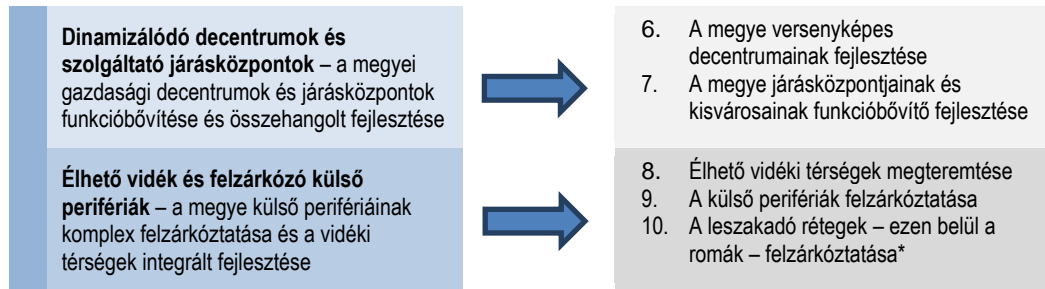 Dinamizálódó decentrumok és
szolgáltató járásközpontok – a megyei
gazdasági decentrumok és járásközpontok
funkcióbővítése és összehangolt fejlesztése
6. A megye versenyképes
decentrumainak fejlesztése
7. A megye járásközpontjainak és
kisvárosainak funkcióbővítő fejlesztése
Élhető vidék és felzárkózó külső
perifériák – a megye külső perifériáinak
komplex felzárkóztatása és a vidéki
térségek integrált fejlesztése
8. Élhető vidéki térségek megteremtése
9. A külső perifériák felzárkóztatása
10. A leszakadó rétegek – ezen belül a
romák – felzárkóztatása*